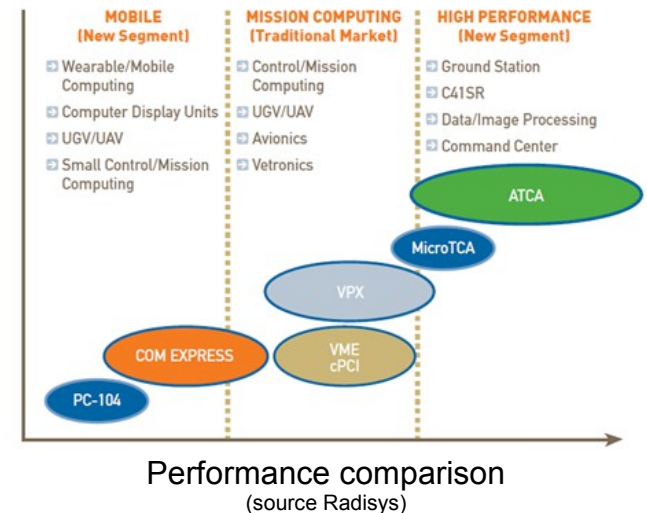 MOBILE
(New Segment)
Wearable/Mobile
Computing
Computer Display Units
UGV/UAV
Small Control/Mission
Computing
MISSION COMPUTING
(Traditional Market)
Control/Mission
Computing
UGV/UAV
Avionics
Vetronics
HIGH PERFORMANCE
(New Segment)
Ground Station
C41SR
Data/Image Processing
Command Center
ATCA
MicroTCA
VPX
COM EXPRESS
VME
cPCI
PC-104
Performance comparison
(source Radisys)